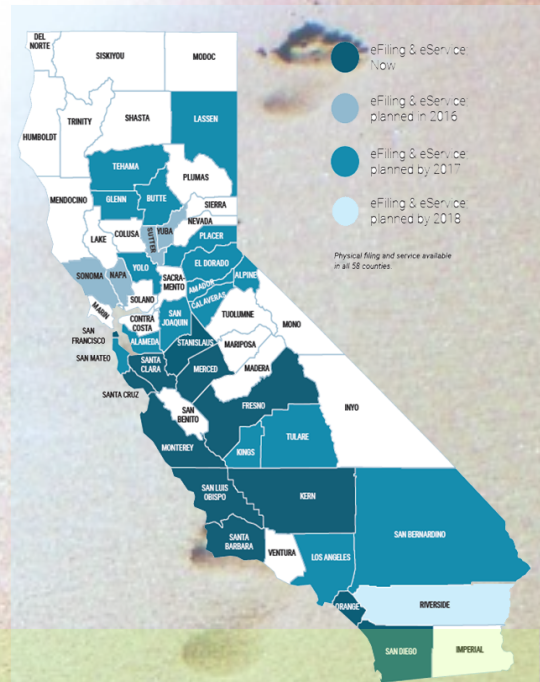 DEL
NORTE
SISKIYOU
MODOC
HUMBOLDT
TRINITY
SHASTA
LASSEN
TEHAMA
PLUMAS
MENDOCINO
GLENN
BUTTE
SIERRA
NEVADA
LAKE
COLUSA
SUTTER
YUBA
PLACER
SONOMA
NAPA
YOLO
EL DORADO
SACRA-
MENTO
ALPINE
AMADOR
SOLANO
CALAVERAS
MARIN
CONTRA
COSTA
SAN
JOAQUIN
TUOLUMNE
MONO
SAN
FRANCISCO
ALAMEDA
STANISLAUS
MARIPOSA
SAN MATEO
SANTA
CLARA
MERCED
MADERA
SANTA CRUZ
SAN
BENITO
FRESNO
INYO
MONTEREY
KINGS
TULARE
SAN LUIS
OBISPO
KERN
SANTA
BARBARA
VENTURA
LOS ANGELES
SAN BERNARDINO
ORANGE
RIVERSIDE
SAN DIEGO
IMPERIAL
eFiling & eService
Now
eFiling & eService
planned in 2016
eFiling & eService
planned by 2017
eFiling & eService
planned by 2018
Physical filing and service available
in all 58 counties.